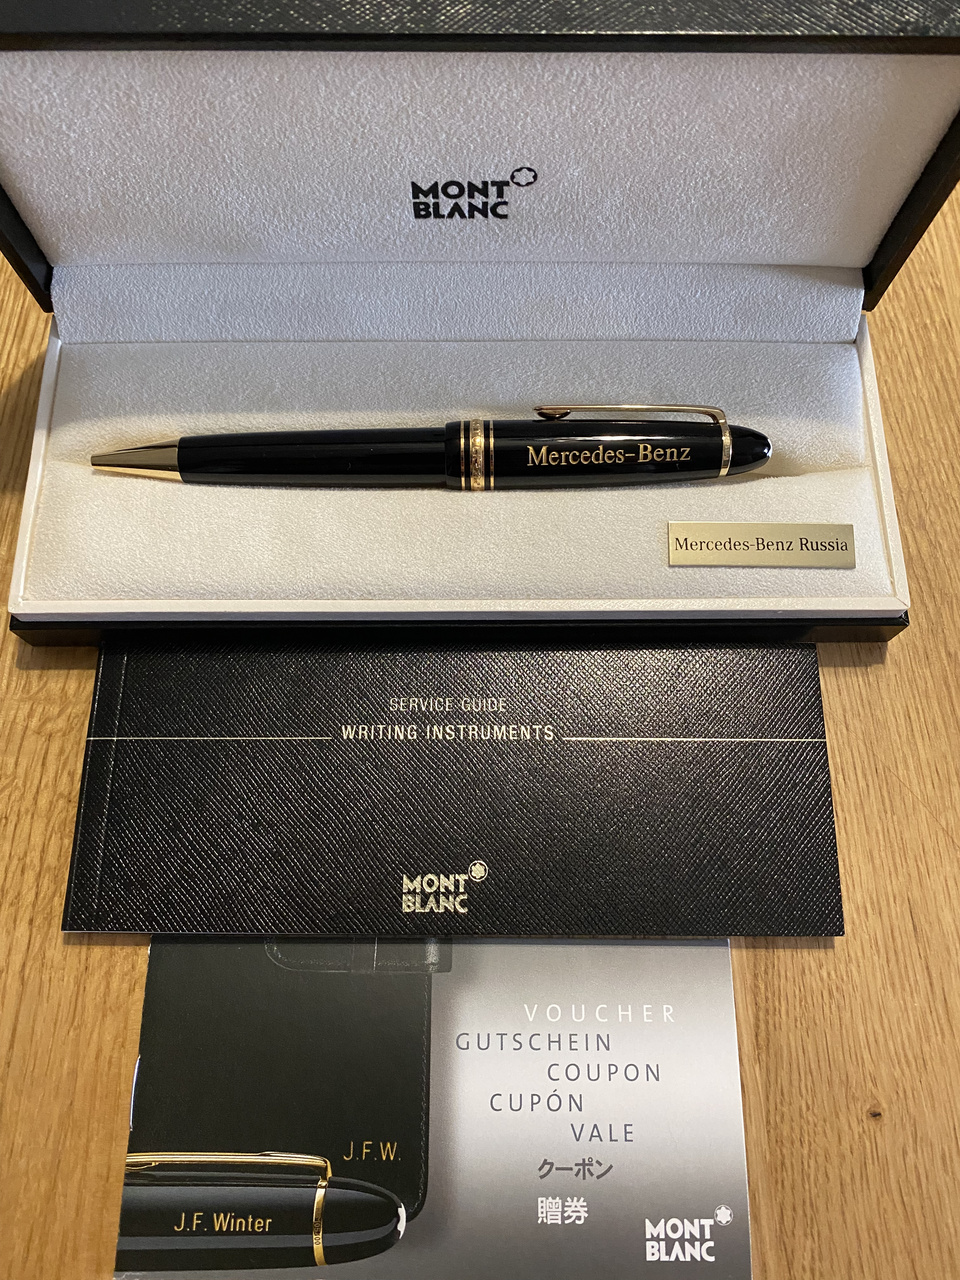 MONT
BLANC
Mercedes-Benz
Mercedes-Benz Russia
SERVICE GUIDE
WRITING INSTRUMENTS
MONT
BLANC
VOUCHER
GUTSCHEIN
COUPON
CUPÓN
VALE
クーポン
贈券
J.F.W.
J.F. Winter
MONT
BLANC